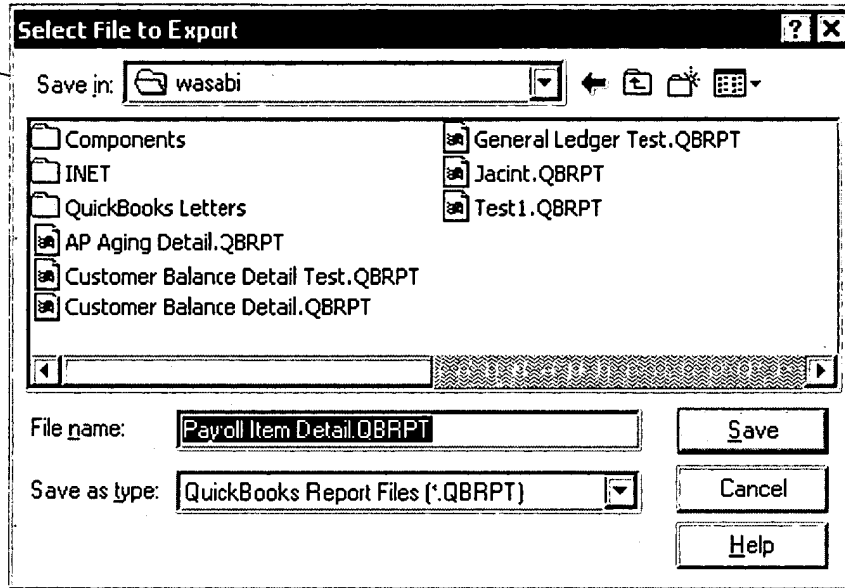 Select File to Export
Save in: wasabi
Components
INET
QuickBooks Letters
AP Aging Detail.QBRPT
Customer Balance Detail Test.QBRPT
Customer Balance Detail.QBRPT
General Ledger Test.QBRPT
Jacint.QBRPT
Test1.QBRPT
File name: Payroll Item Detail.QBRPT
Save
Save as type: QuickBooks Report Files (*.QBRPT)
Cancel
Help